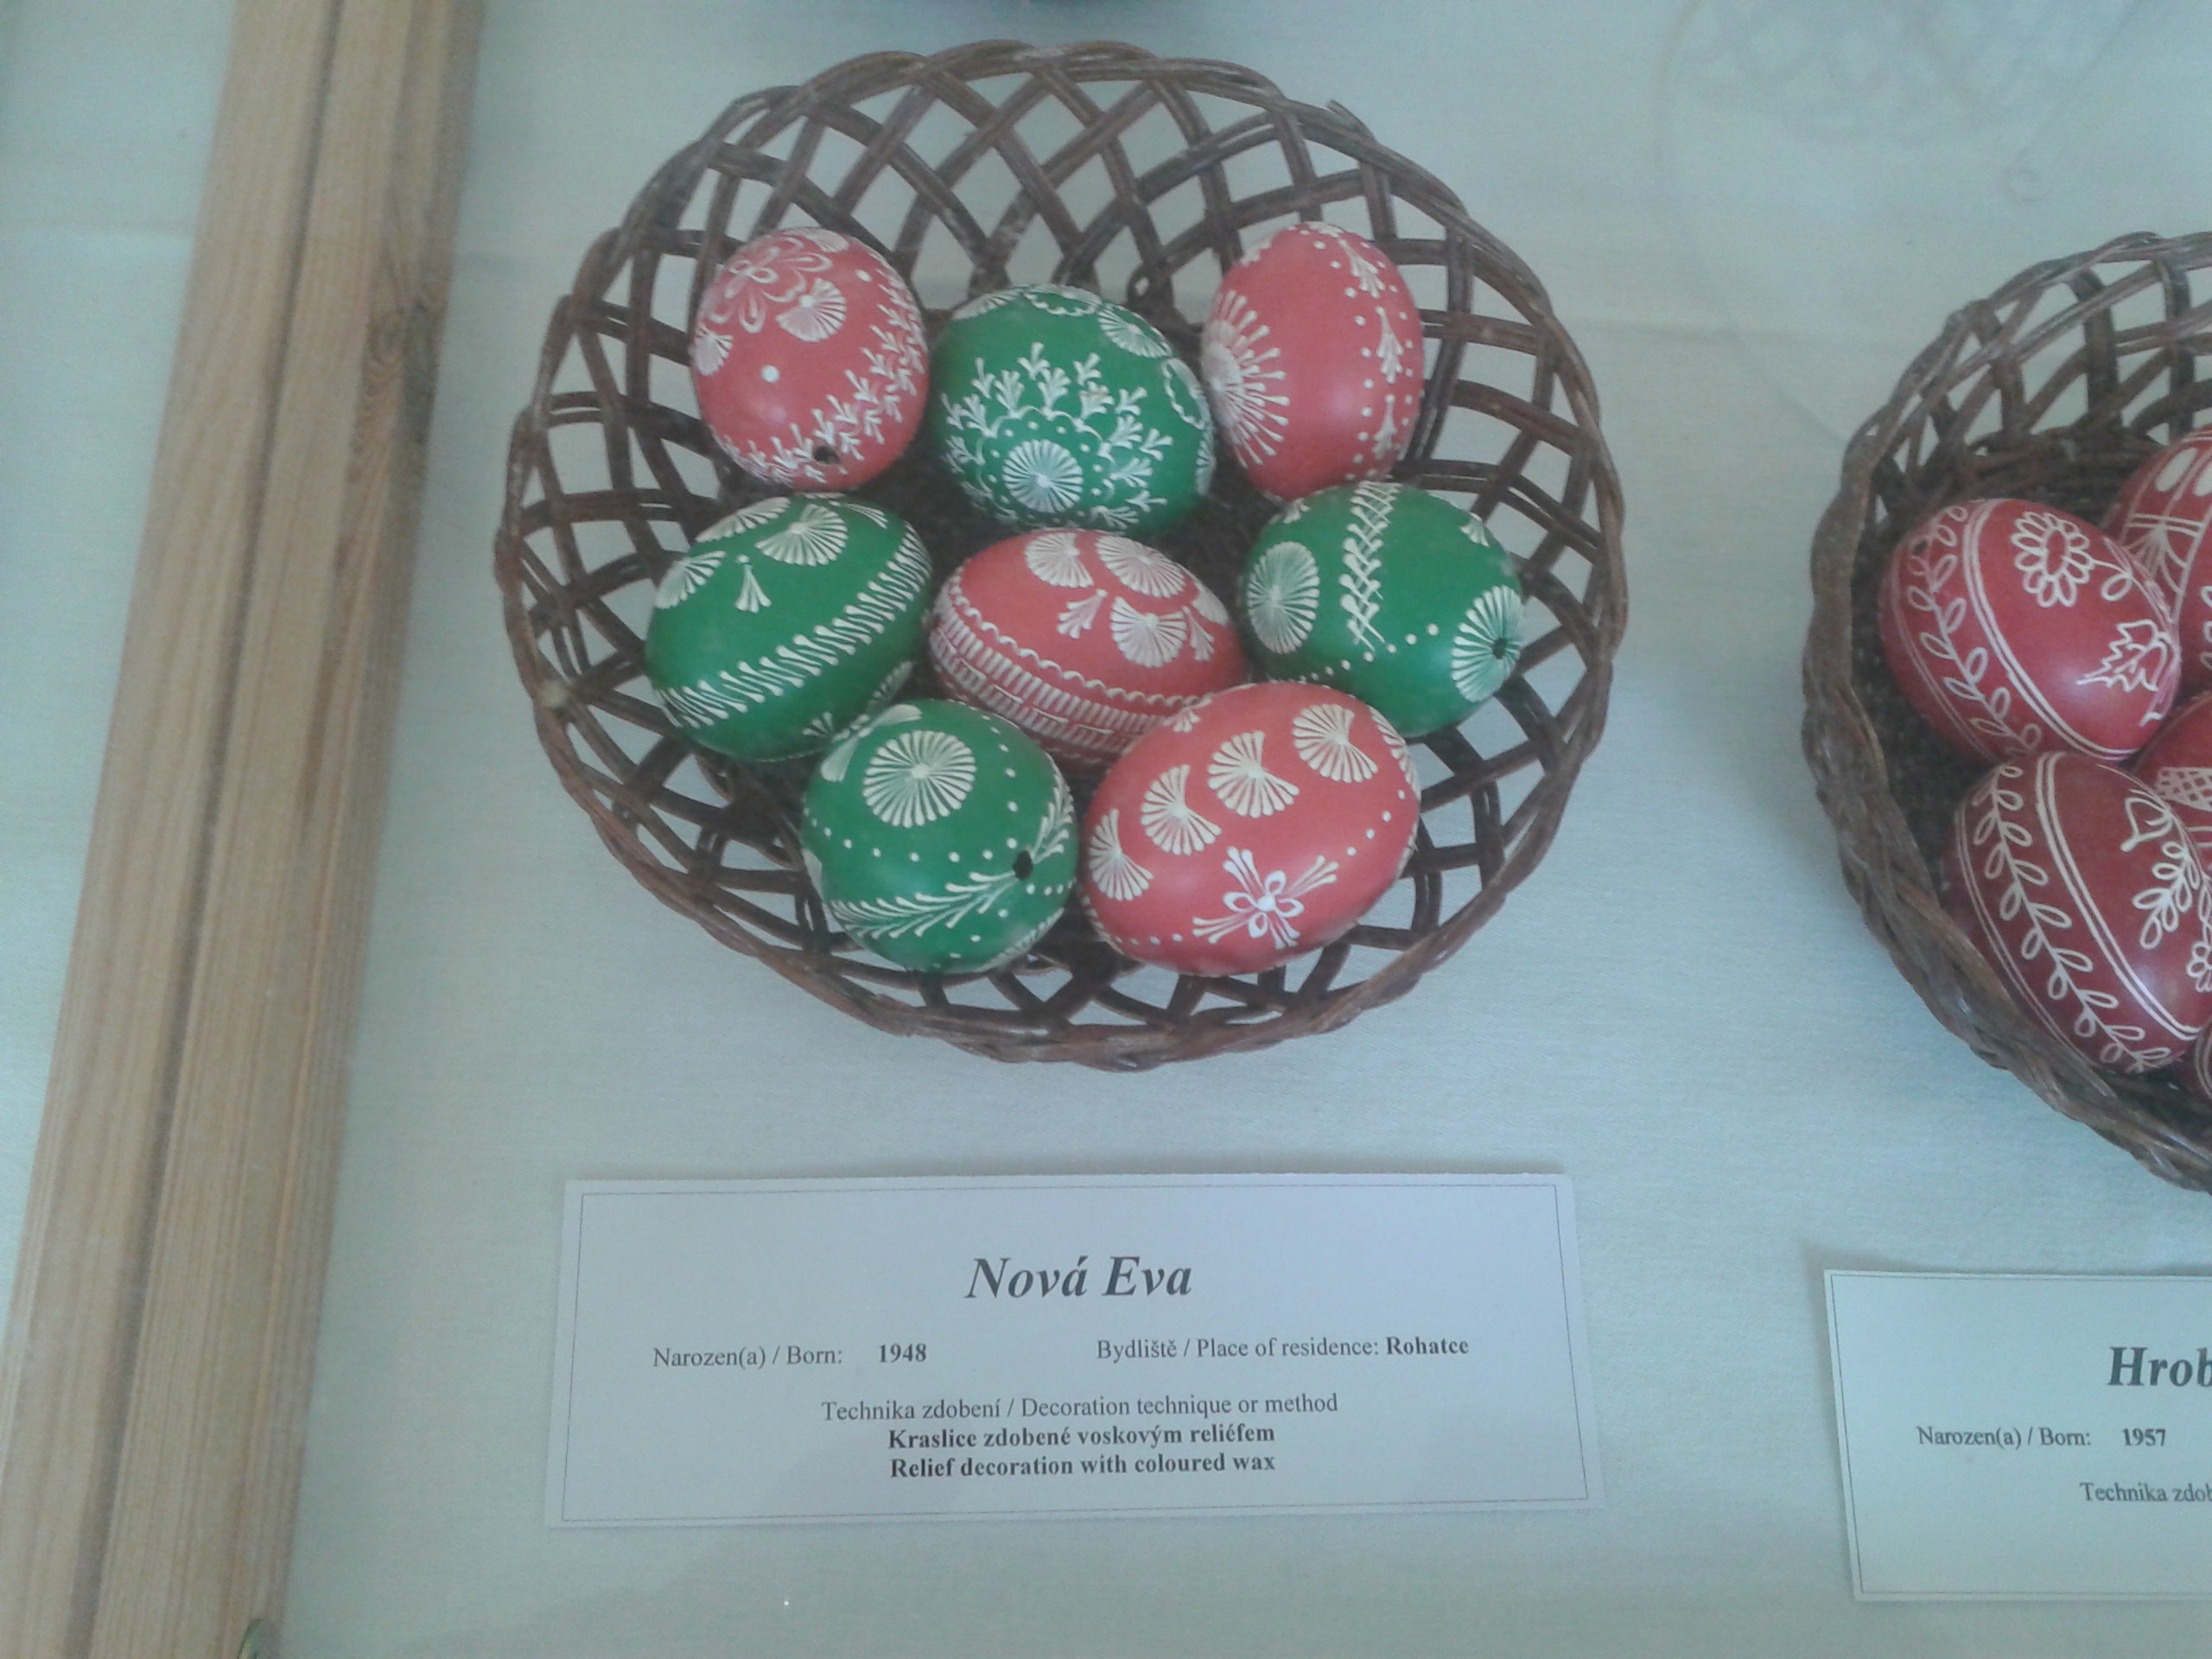 Nová Eva
Narozen(a) / Born: 1948 Bydliště / Place of residence: Rohatce
Technika zdobení / Decoration technique or method
Kraslice zdobené voskovým reliéfem
Relief decoration with coloured wax
Narozen(a) / Born: 1957